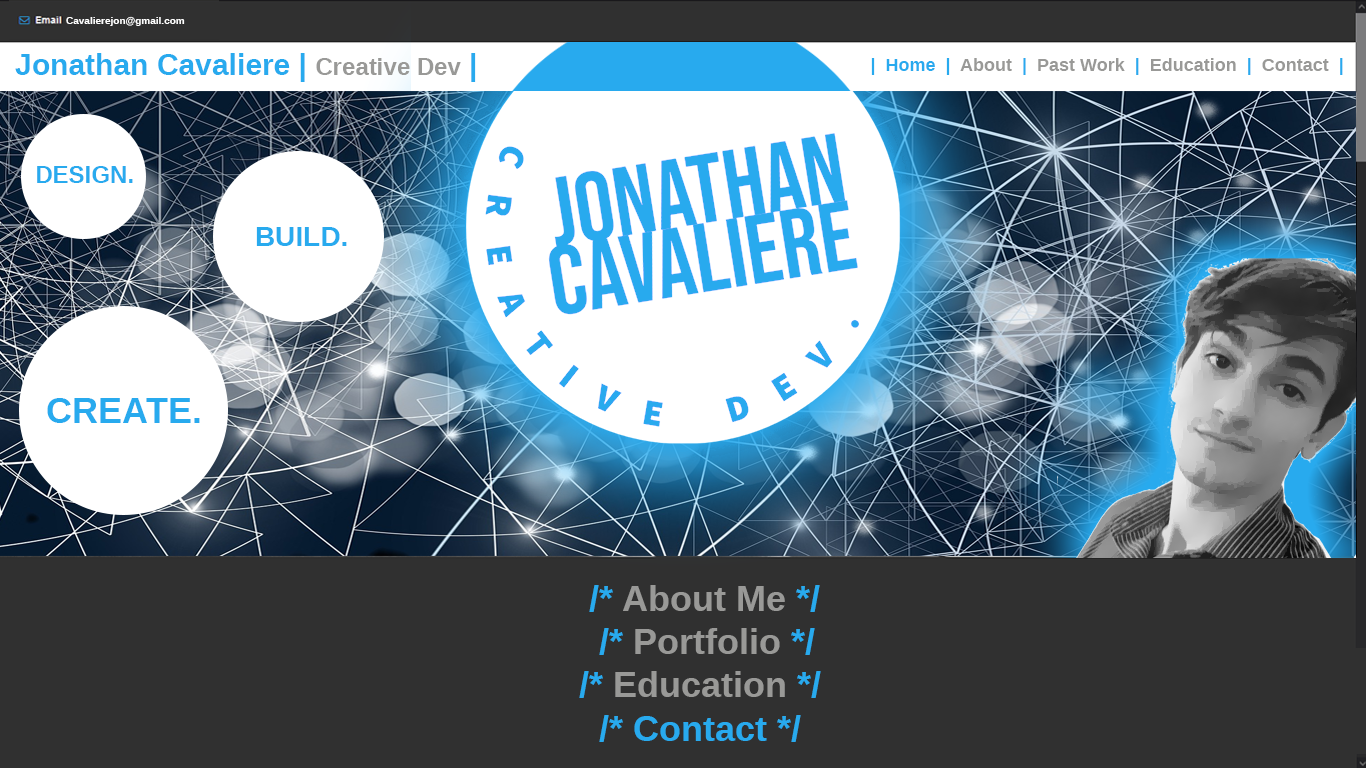 Email Cavalierejon@gmail.com
Jonathan Cavaliere | Creative Dev |
| Home | About | Past Work | Education | Contact |
DESIGN.
BUILD.
CREATE.
JONATHAN
CAVALIERE
CREATIVE DEV.
/* About Me */
/* Portfolio */
/* Education */
/* Contact */